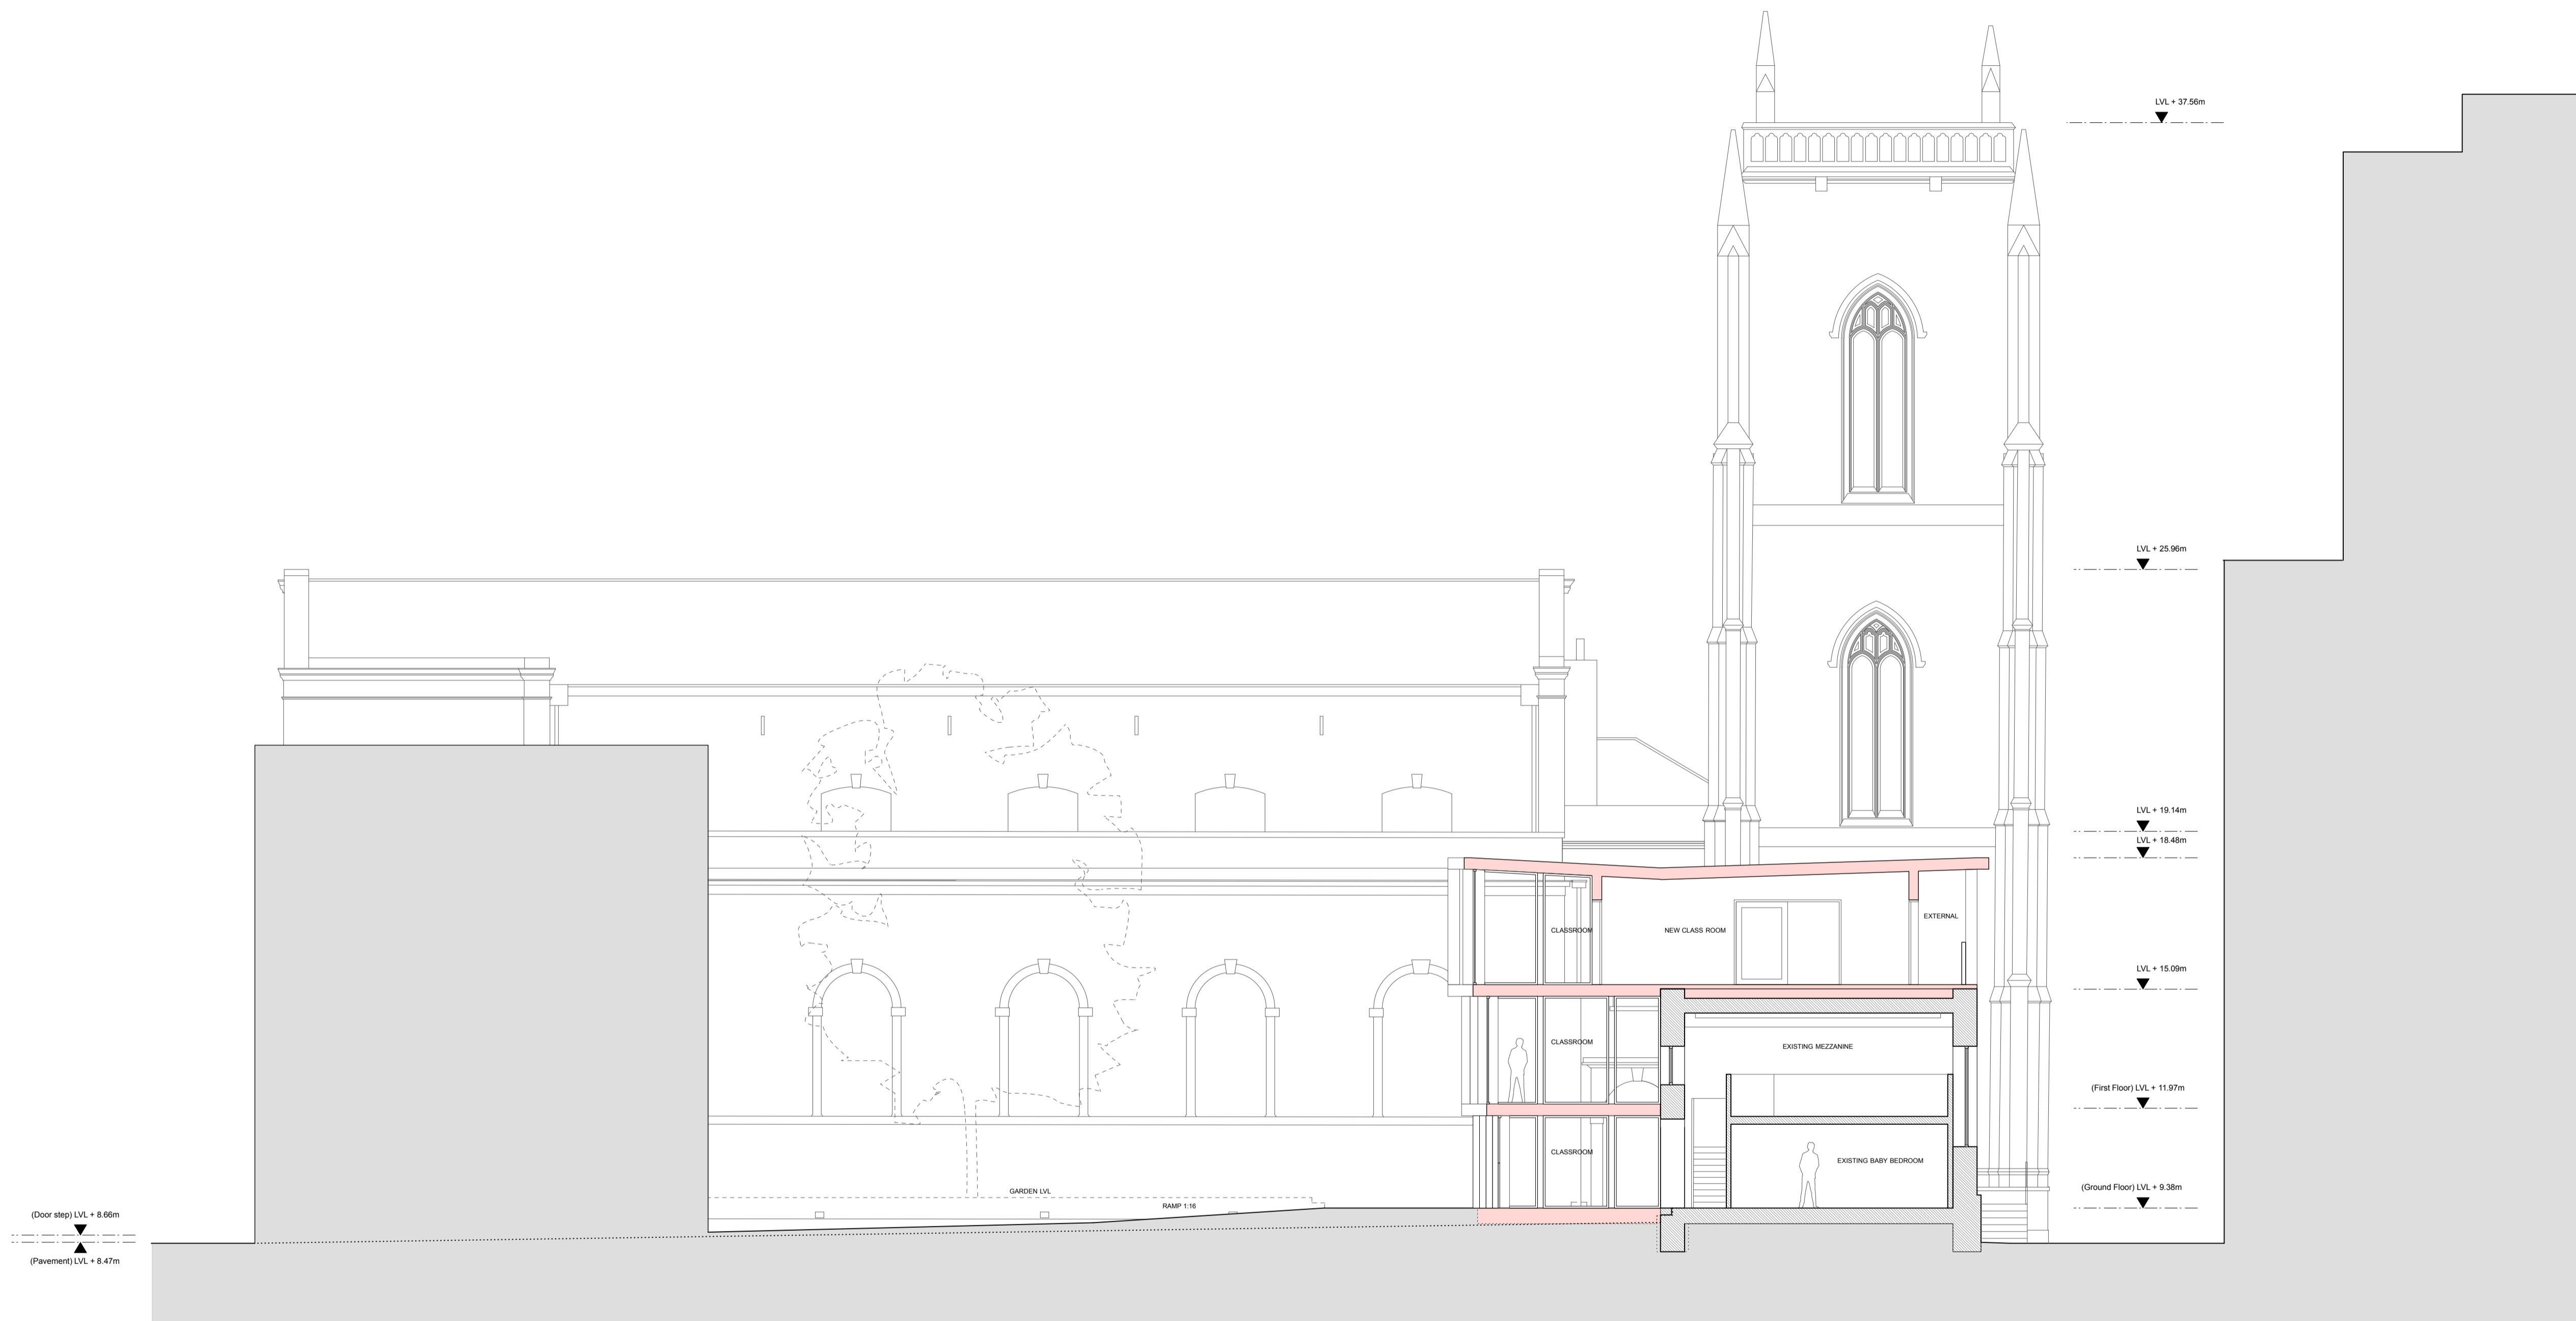 LVL + 37.56m
LVL + 25.96m
LVL + 19.14m
LVL + 18.48m
EXTERNAL
CLASSROOM
NEW CLASS ROOM
LVL + 15.09m
CLASSROOM
EXISTING MEZZANINE
(First Floor) LVL + 11.97m
CLASSROOM
EXISTING BABY BEDROOM
(Ground Floor) LVL + 9.38m
GARDEN LVL
RAMP 1:16
(Door step) LVL + 8.66m
(Pavement) LVL + 8.47m